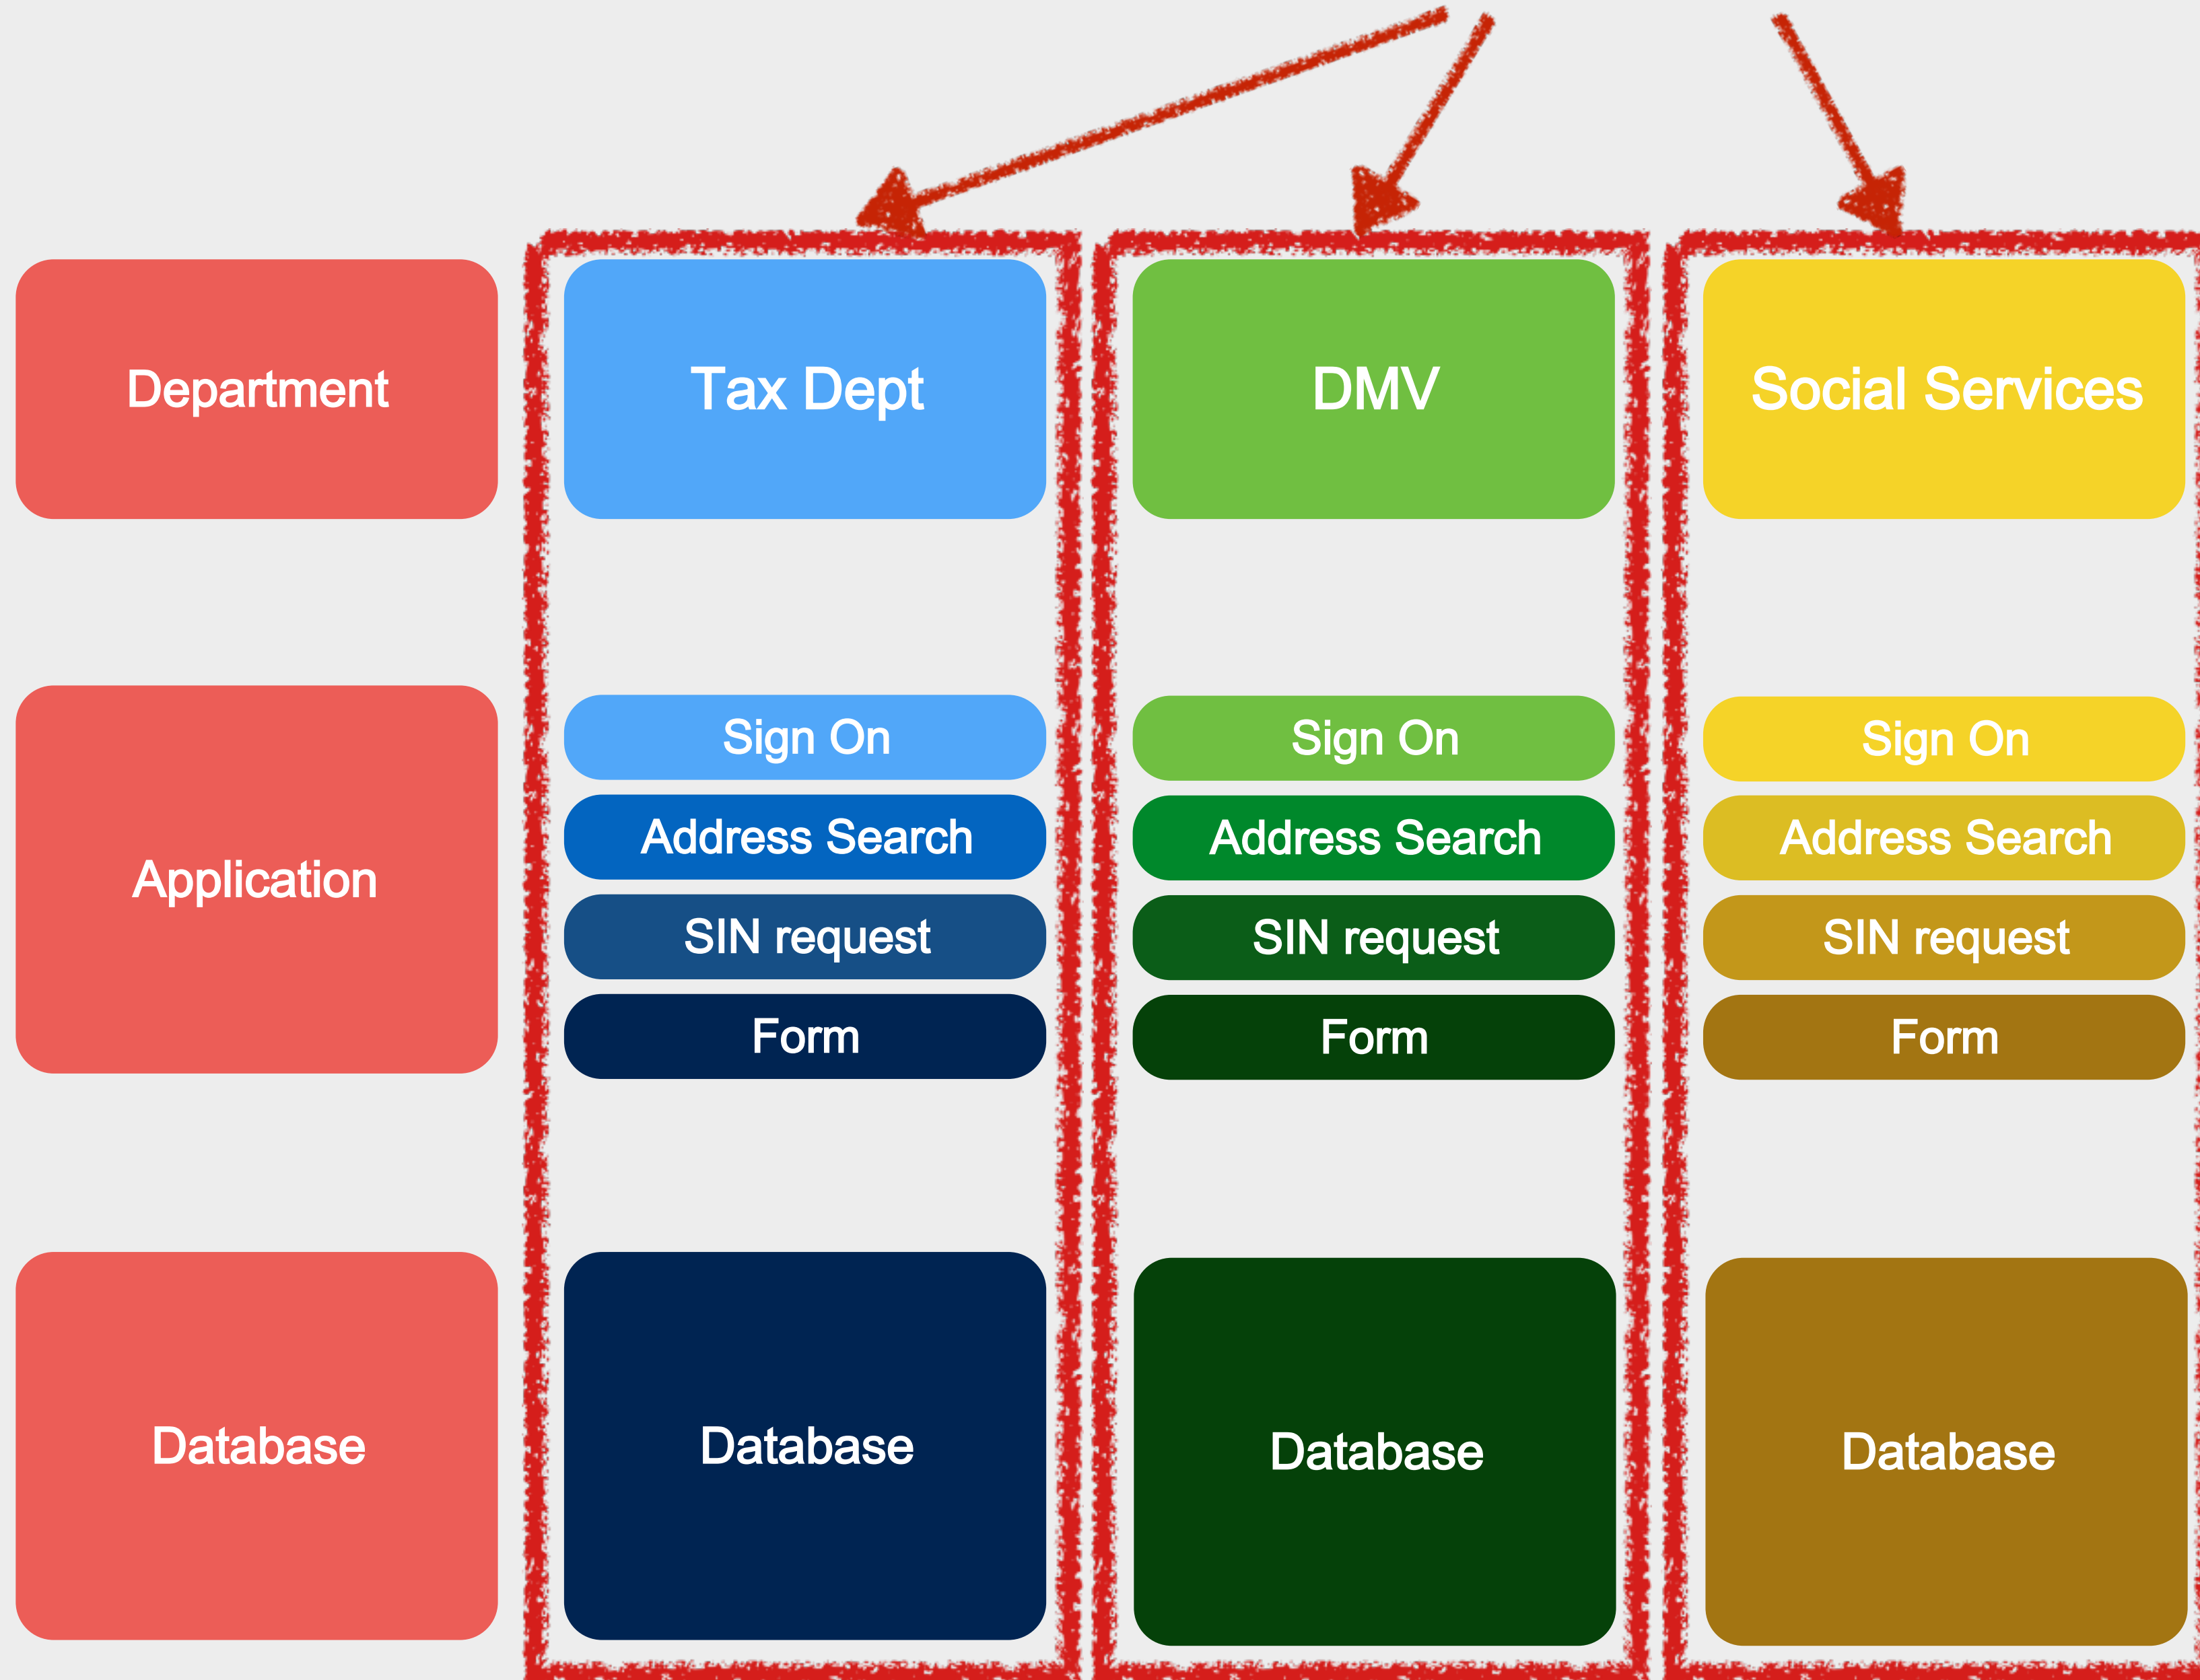 Department
Tax Dept
DMV
Social Services
Application
Sign On
Sign On
Sign On
Address Search
Address Search
Address Search
SIN request
SIN request
SIN request
Form
Form
Form
Database
Database
Database
Database